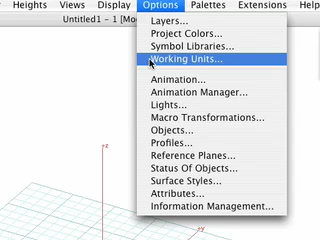 Heights Views Display Options Palettes Extensions
Untitled1 - 1 [Mo
Layers...
Project Colors...
Symbol Libraries...
Working Units...
Animation...
Animation Manager...
Lights...
Macro Transformations...
Objects...
Profiles...
Reference Planes...
Status Of Objects...
Surface Styles...
Attributes...
Information Management...
+z
+y